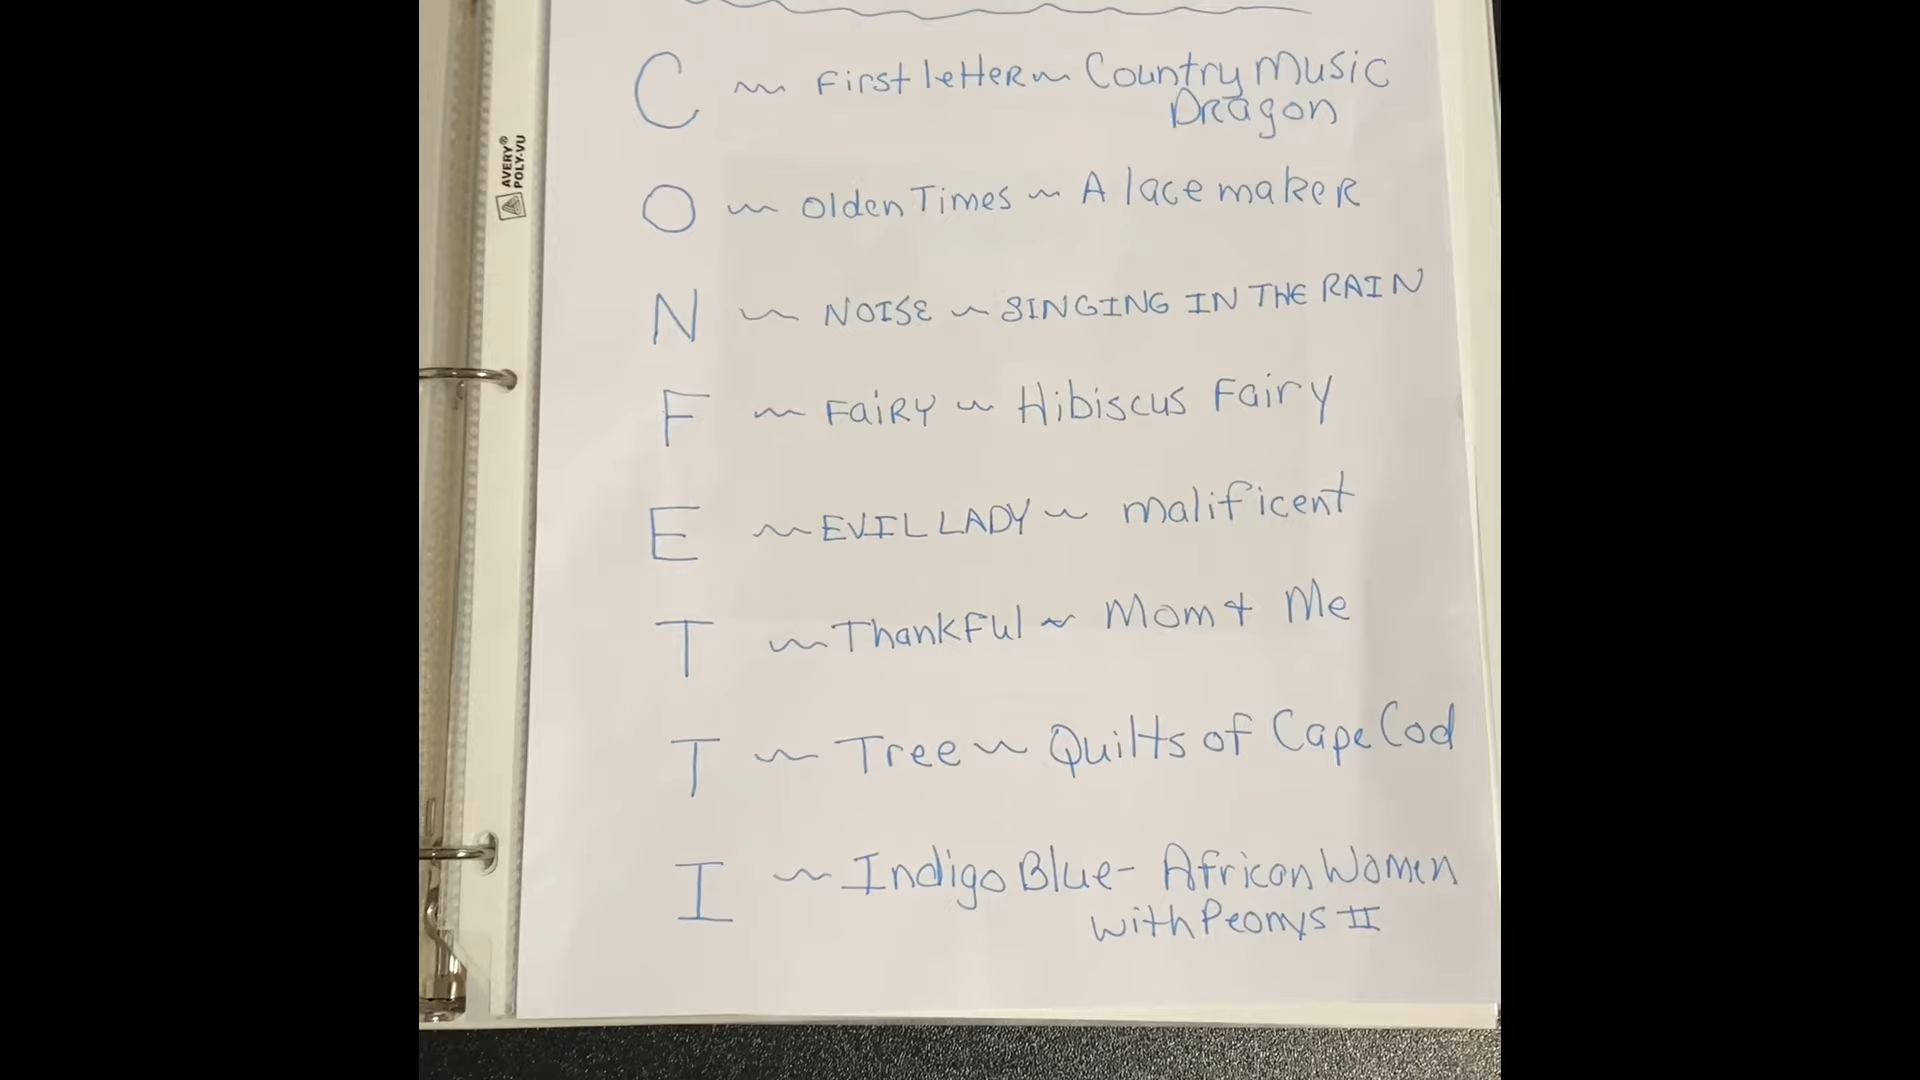 C ~ First letter ~ Country Music
Dragon
AVERY®
POLY-VU
O ~ Olden Times ~ A lace maker
N ~ NOISE ~ SINGING IN THE RAIN
F ~ FAiRY ~ Hibiscus Fairy
E ~ EVIL LADY ~ malificent
T ~ ThankFul ~ Mom + Me
T ~ Tree ~ Quilts of Cape Cod
I ~ Indigo Blue - African Women
with Peonys II